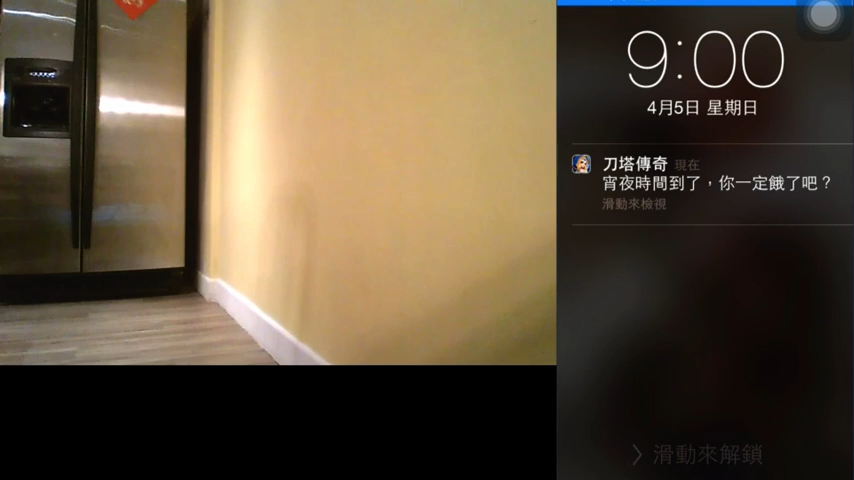 9:00
4月5日 星期日
刀塔傳奇 現在
宵夜時間到了，你一定餓了吧？
滑動來檢視
滑動來解鎖